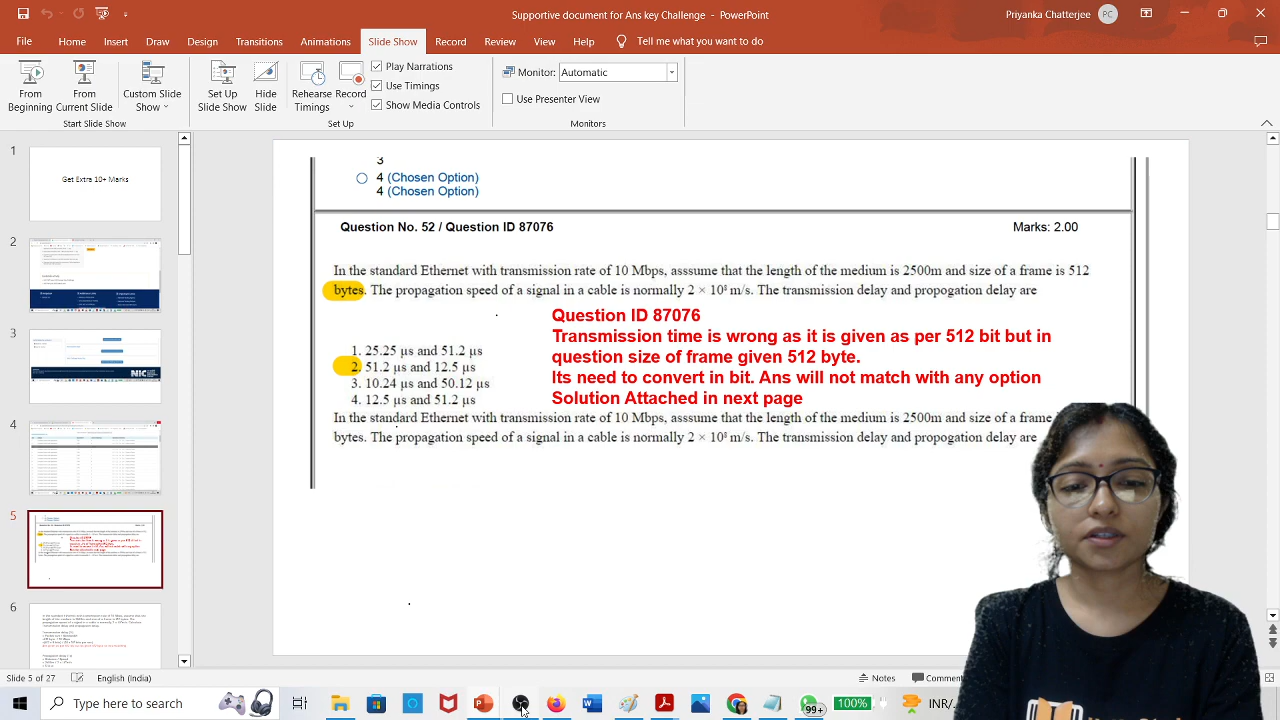 Supportive document for Ans key Challenge - PowerPoint
Priyanka Chatterjee PC
File Home Insert Draw Design Transitions Animations Slide Show Record Review View Help Tell me what you want to do
From Beginning
From Current Slide
Custom Slide Show
Set Up Slide Show
Hide Slide
Rehearse Timings
Record
Play Narrations
Use Timings
Show Media Controls
Monitor: Automatic
Use Presenter View
Start Slide Show
Set Up
Monitors
1
Get Extra 10+ Marks
2
3
NIC
4
5
6
3
4 (Chosen Option)
4 (Chosen Option)
Question No. 52 / Question ID 87076
Marks: 2.00
In the standard Ethernet with transmission rate of 10 Mbps, asssume that the length of the medium is 2500m and size of a frame is 512
bytes. The propagation speed of a signal in a cable is normally 2 × 10⁸ m/s. The transmission delay and propogation delay are
Question ID 87076
Transmission time is wrong as it is given as per 512 bit but in
question size of frame given 512 byte.
Its need to convert in bit. Ans will not match with any option
Solution Attached in next page
1. 25.25 µs and 51.2 µs
2. 51.2 µs and 12.5 µs
3. 10.24 µs and 50.12 µs
4. 12.5 µs and 51.2 µs
In the standard Ethernet with transmission rate of 10 Mbps, asssume that the length of the medium is 2500m and size of a frame
bytes. The propagation speed of a signal in a cable is normally 2 × 10⁸ m/s. The transmission delay and propogation delay are
Slide 5 of 27
English (India)
Notes
Type here to search
99+
100%
INR/